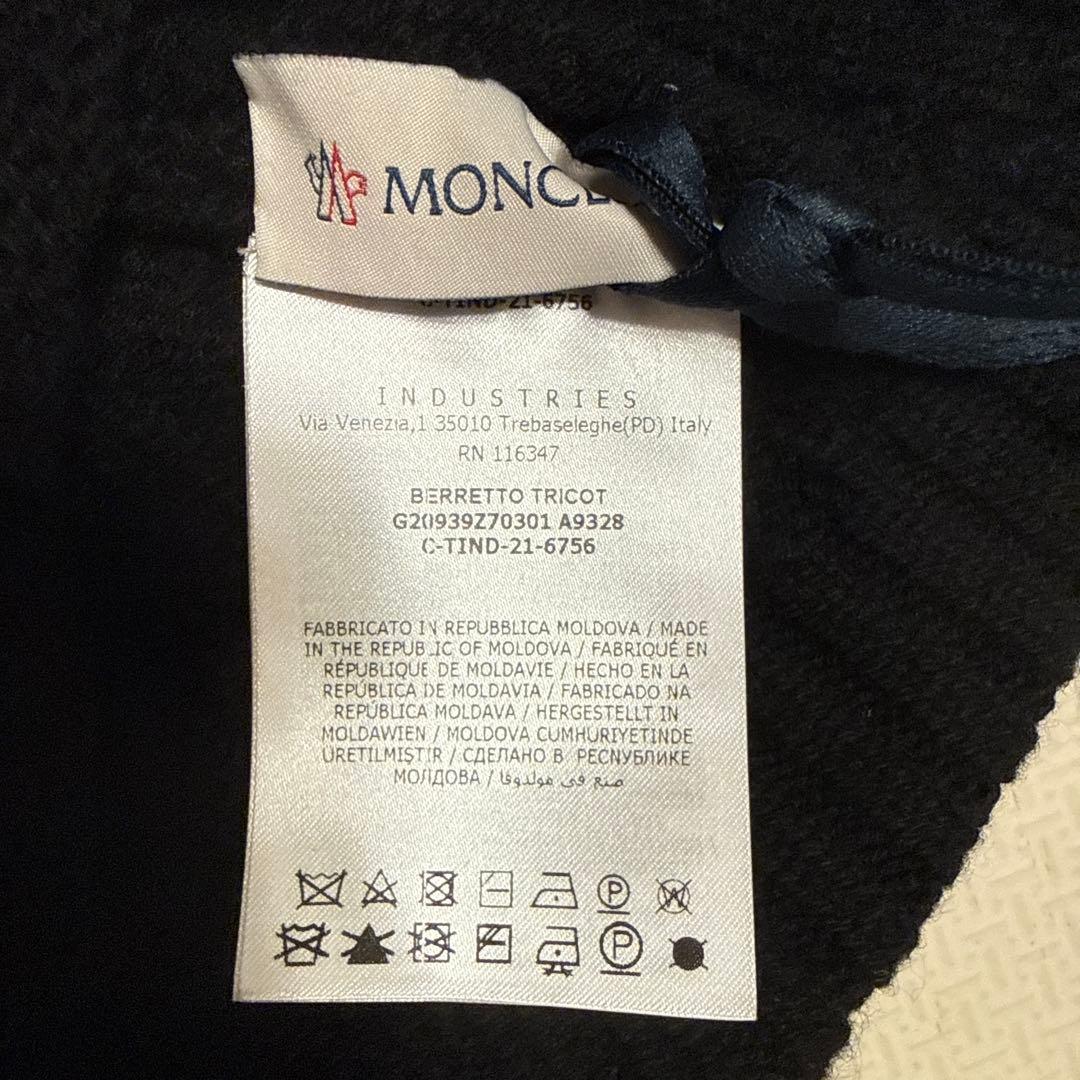 MONCL
C-TIND-21-6756
INDUSTRIES
Via Venezia,1 35010 Trebaseleghe(PD) Italy
RN 116347
BERRETTO TRICOT
G20939Z70301 A9328
C-TIND-21-6756
FABBRICATO IN REPUBBLICA MOLDOVA / MADE
IN THE REPUBLIC OF MOLDOVA / FABRIQUÉ EN
RÉPUBLIQUE DE MOLDAVIE / HECHO EN LA
REPÚBLICA DE MOLDAVIA / FABRICADO NA
REPÚBLICA MOLDAVA / HERGESTELLT IN
MOLDAWIEN / MOLDOVA CUMHURIYETINDE
ÜRETILMIŞTIR / СДЕЛАНО В РЕСПУБЛИКЕ
МОЛДОВА / صنع في مولدوفا
P W
P